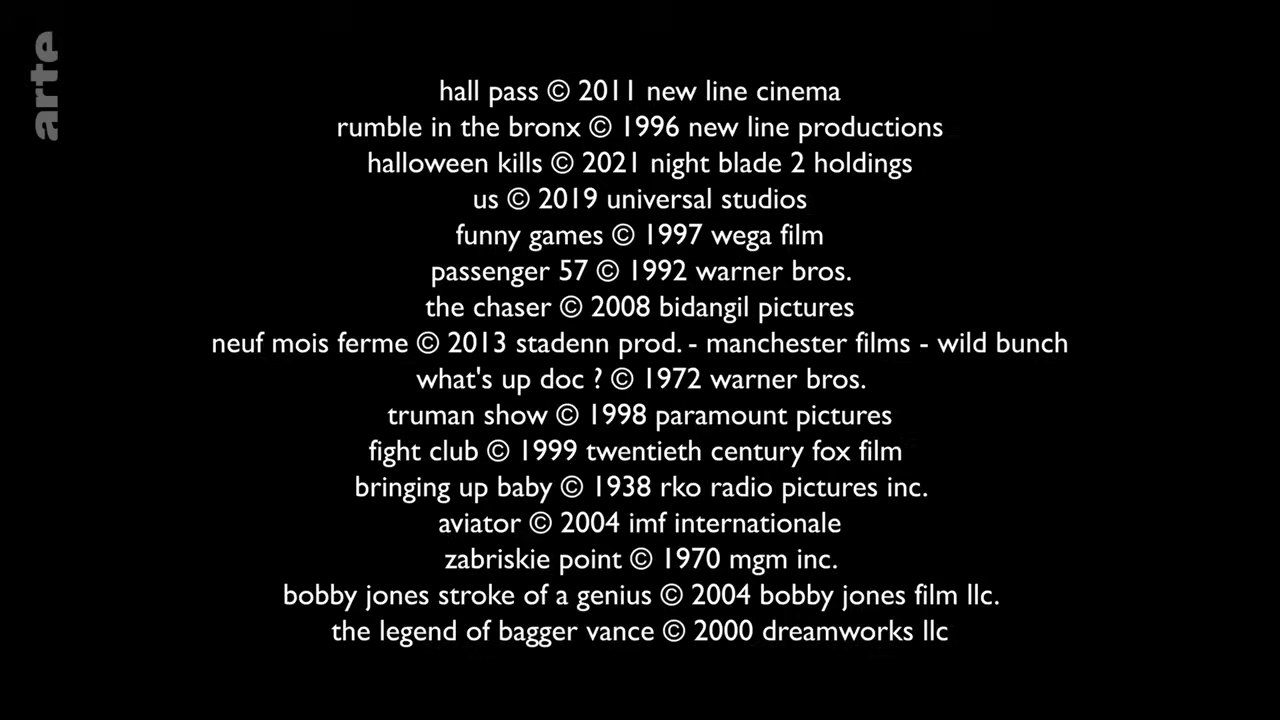 arte
hall pass © 2011 new line cinema
rumble in the bronx © 1996 new line productions
halloween kills © 2021 night blade 2 holdings
us © 2019 universal studios
funny games © 1997 wega film
passenger 57 © 1992 warner bros.
the chaser © 2008 bidangil pictures
neuf mois ferme © 2013 stadenn prod. - manchester films - wild bunch
what's up doc ? © 1972 warner bros.
truman show © 1998 paramount pictures
fight club © 1999 twentieth century fox film
bringing up baby © 1938 rko radio pictures inc.
aviator © 2004 imf internationale
zabriskie point © 1970 mgm inc.
bobby jones stroke of a genius © 2004 bobby jones film llc.
the legend of bagger vance © 2000 dreamworks llc